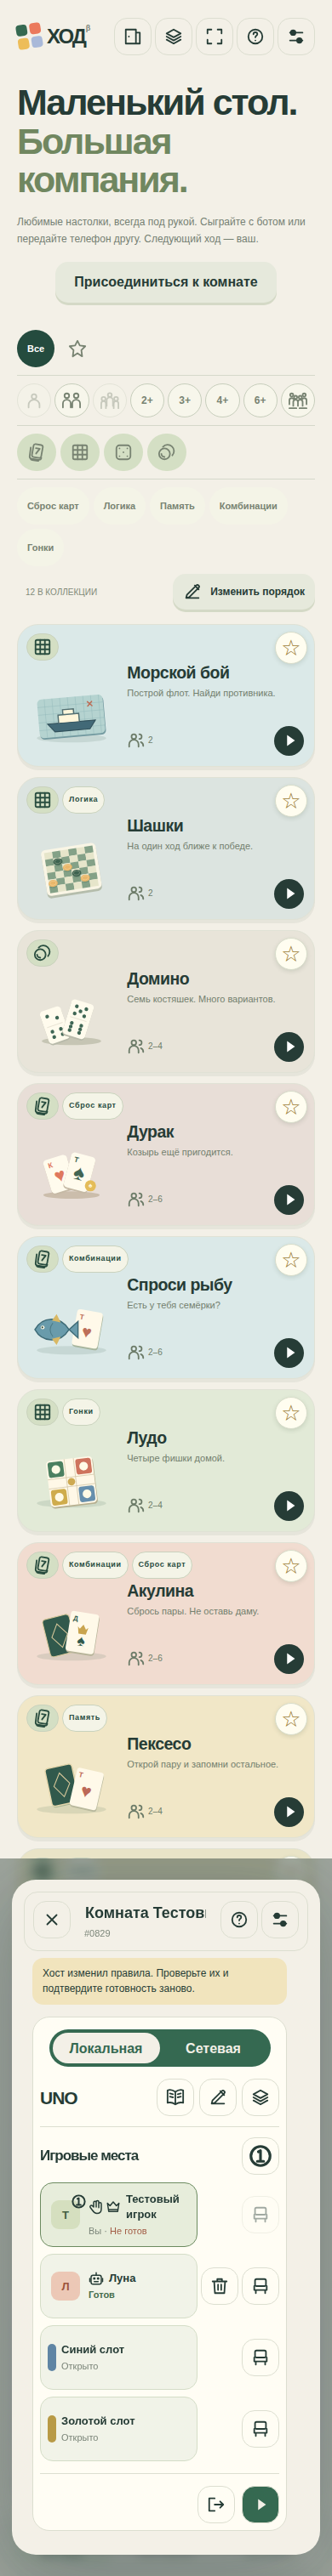 ХОД β
Маленький стол.
Большая
компания.
Любимые настолки, всегда под рукой. Сыграйте с ботом или
передайте телефон другу. Следующий ход — ваш.
Присоединиться к комнате
Все
2+ 3+ 4+ 6+
Сброс карт Логика Память Комбинации
Гонки
12 В КОЛЛЕКЦИИ
Изменить порядок
Морской бой
Построй флот. Найди противника.
2
Логика
Шашки
На один ход ближе к победе.
2
Домино
Семь костяшек. Много вариантов.
2–4
Сброс карт
Дурак
Козырь ещё пригодится.
2–6
Комбинации
Спроси рыбу
Есть у тебя семёрки?
2–6
Гонки
Лудо
Четыре фишки домой.
2–4
Комбинации Сброс карт
Акулина
Сбрось пары. Не оставь даму.
2–6
Память
Пексесо
Открой пару и запомни остальное.
2–4
Комната Тестов
#0829
Хост изменил правила. Проверьте их и
подтвердите готовность заново.
Локальная Сетевая
UNO
Игровые места
Т
Тестовый
игрок
Вы · Не готов
Л
Луна
Готов
Синий слот
Открыто
Золотой слот
Открыто